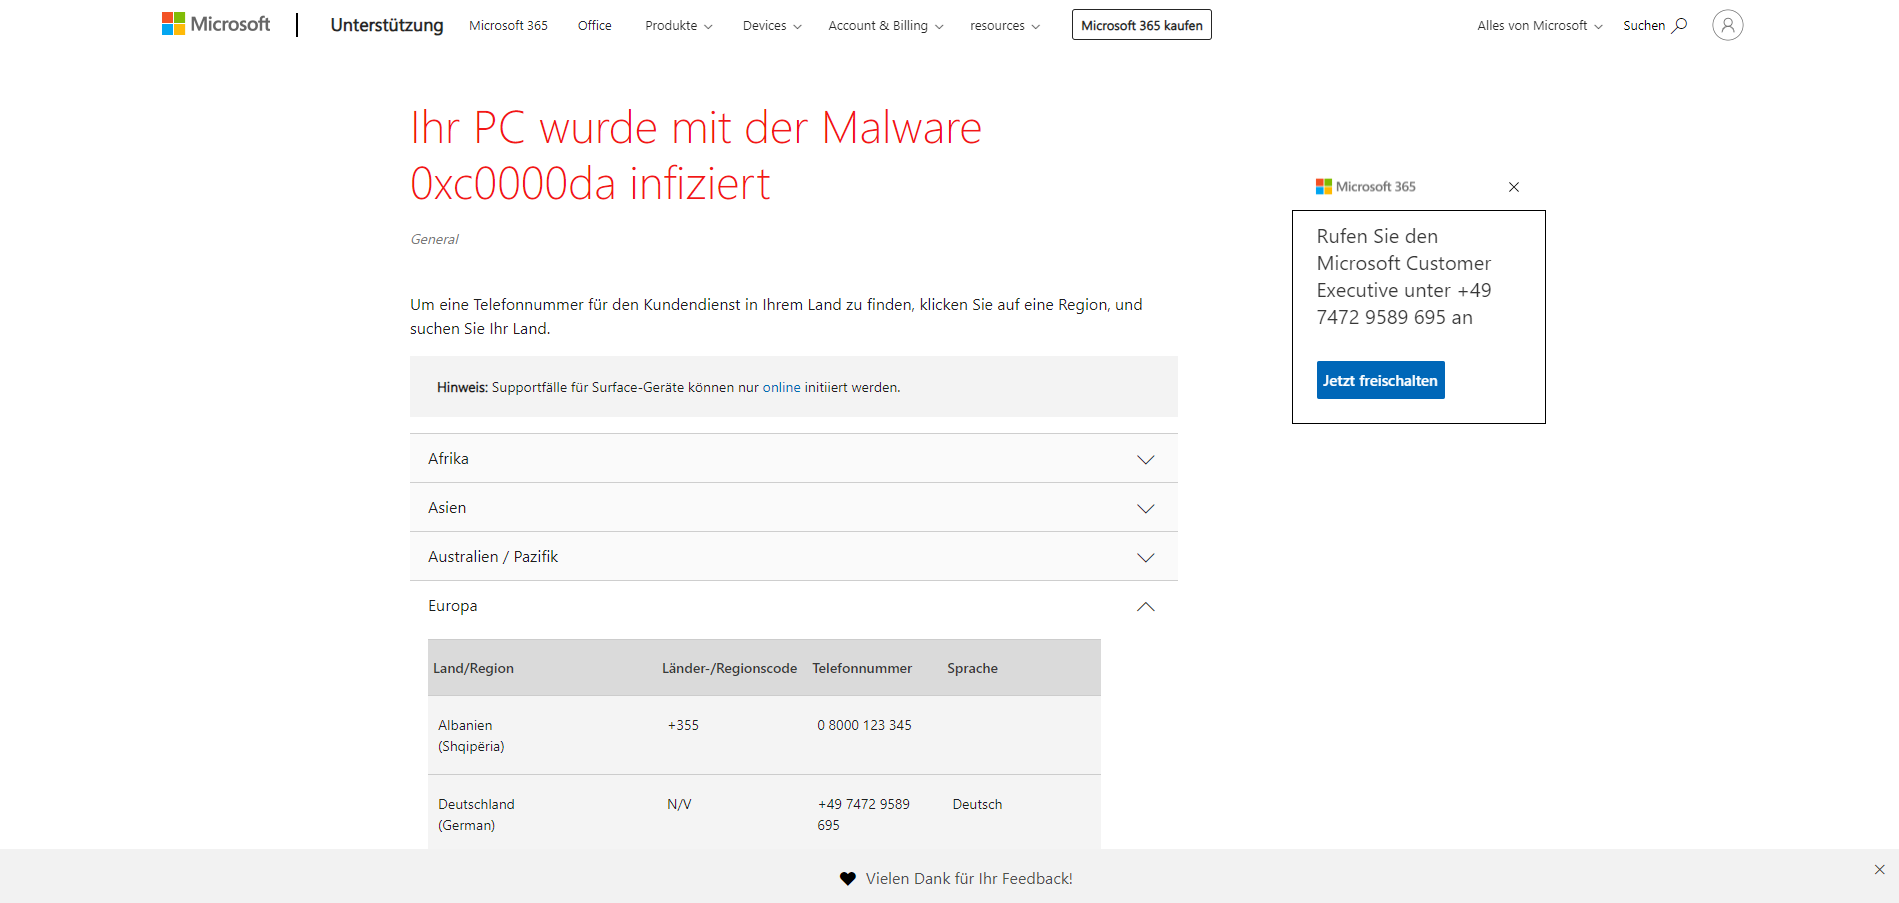 Microsoft
Unterstützung
Microsoft 365
Office
Produkte
Devices
Account & Billing
resources
Microsoft 365 kaufen
Alles von Microsoft
Suchen
Ihr PC wurde mit der Malware
0xc0000da infiziert
General
Um eine Telefonnummer für den Kundendienst in Ihrem Land zu finden, klicken Sie auf eine Region, und
suchen Sie Ihr Land.
Hinweis: Supportfälle für Surface-Geräte können nur online initiiert werden.
Afrika
Asien
Australien / Pazifik
Europa
Land/Region Länder-/Regionscode Telefonnummer Sprache
Albanien +355 0 8000 123 345
(Shqipëria)
Deutschland N/V +49 7472 9589 Deutsch
(German) 695
Microsoft 365
Rufen Sie den
Microsoft Customer
Executive unter +49
7472 9589 695 an
Jetzt freischalten
Vielen Dank für Ihr Feedback!